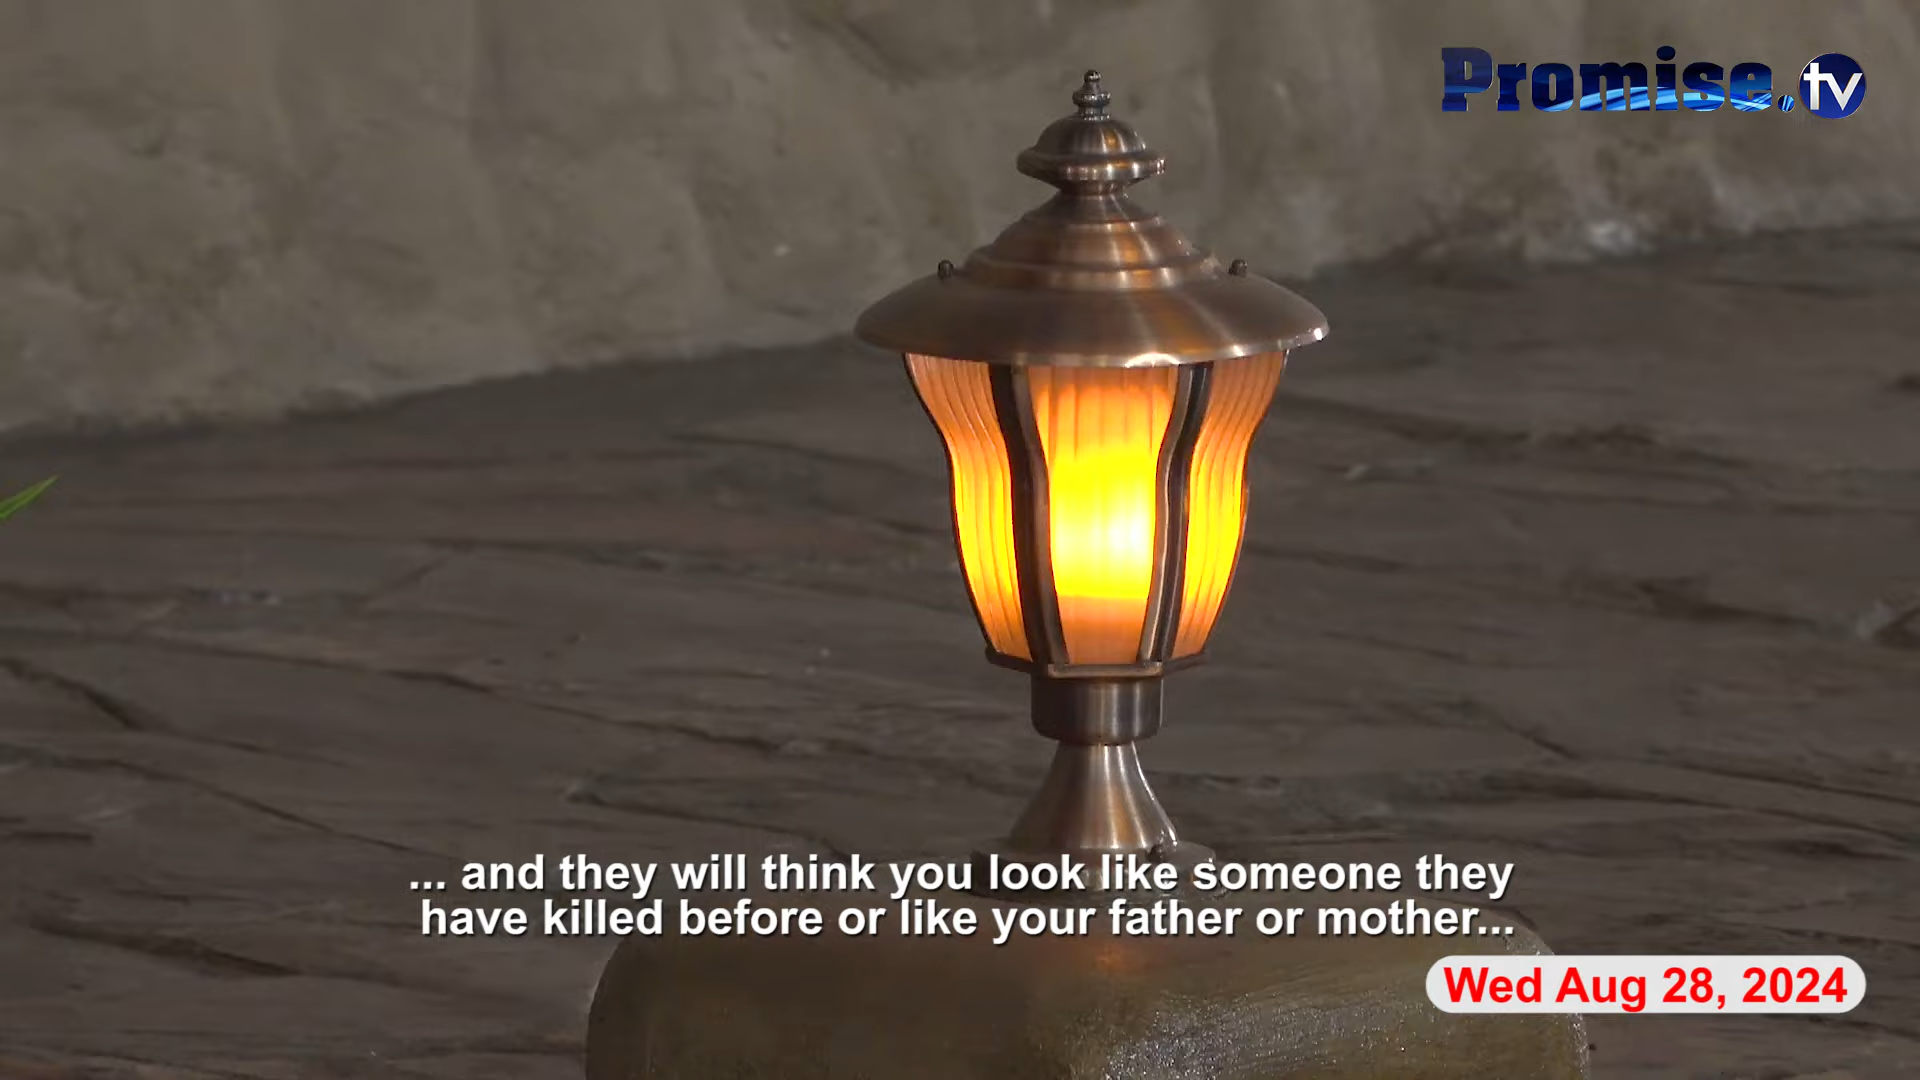 Promise.tv
... and they will think you look like someone they
have killed before or like your father or mother...
Wed Aug 28, 2024